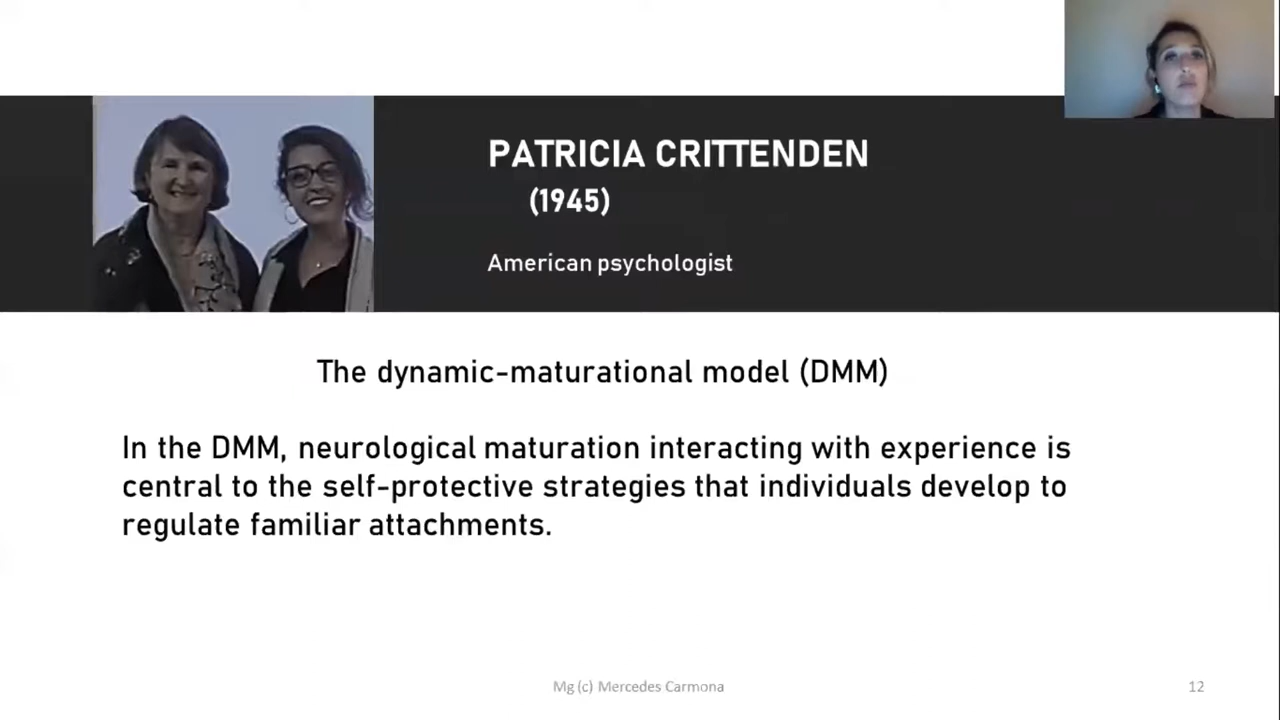 PATRICIA CRITTENDEN
(1945)
American psychologist
The dynamic-maturational model (DMM)
In the DMM, neurological maturation interacting with experience is
central to the self-protective strategies that individuals develop to
regulate familiar attachments.
Mg (c) Mercedes Carmona
12